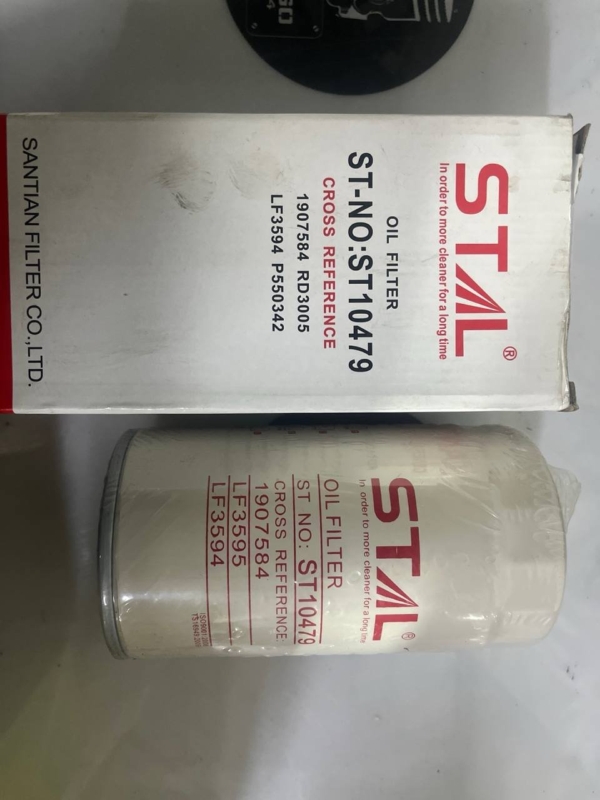 STAL®
In order to more cleaner for a long time
OIL FILTER
ST-NO:ST10479
CROSS REFERENCE
1907584 RD3005
LF3594 P550342
SANTIAN FILTER CO.,LTD.
STAL®
In order to more cleaner for a long time
OIL FILTER
ST NO: ST10479
CROSS REFERENCE:
1907584
LF3595
LF3594